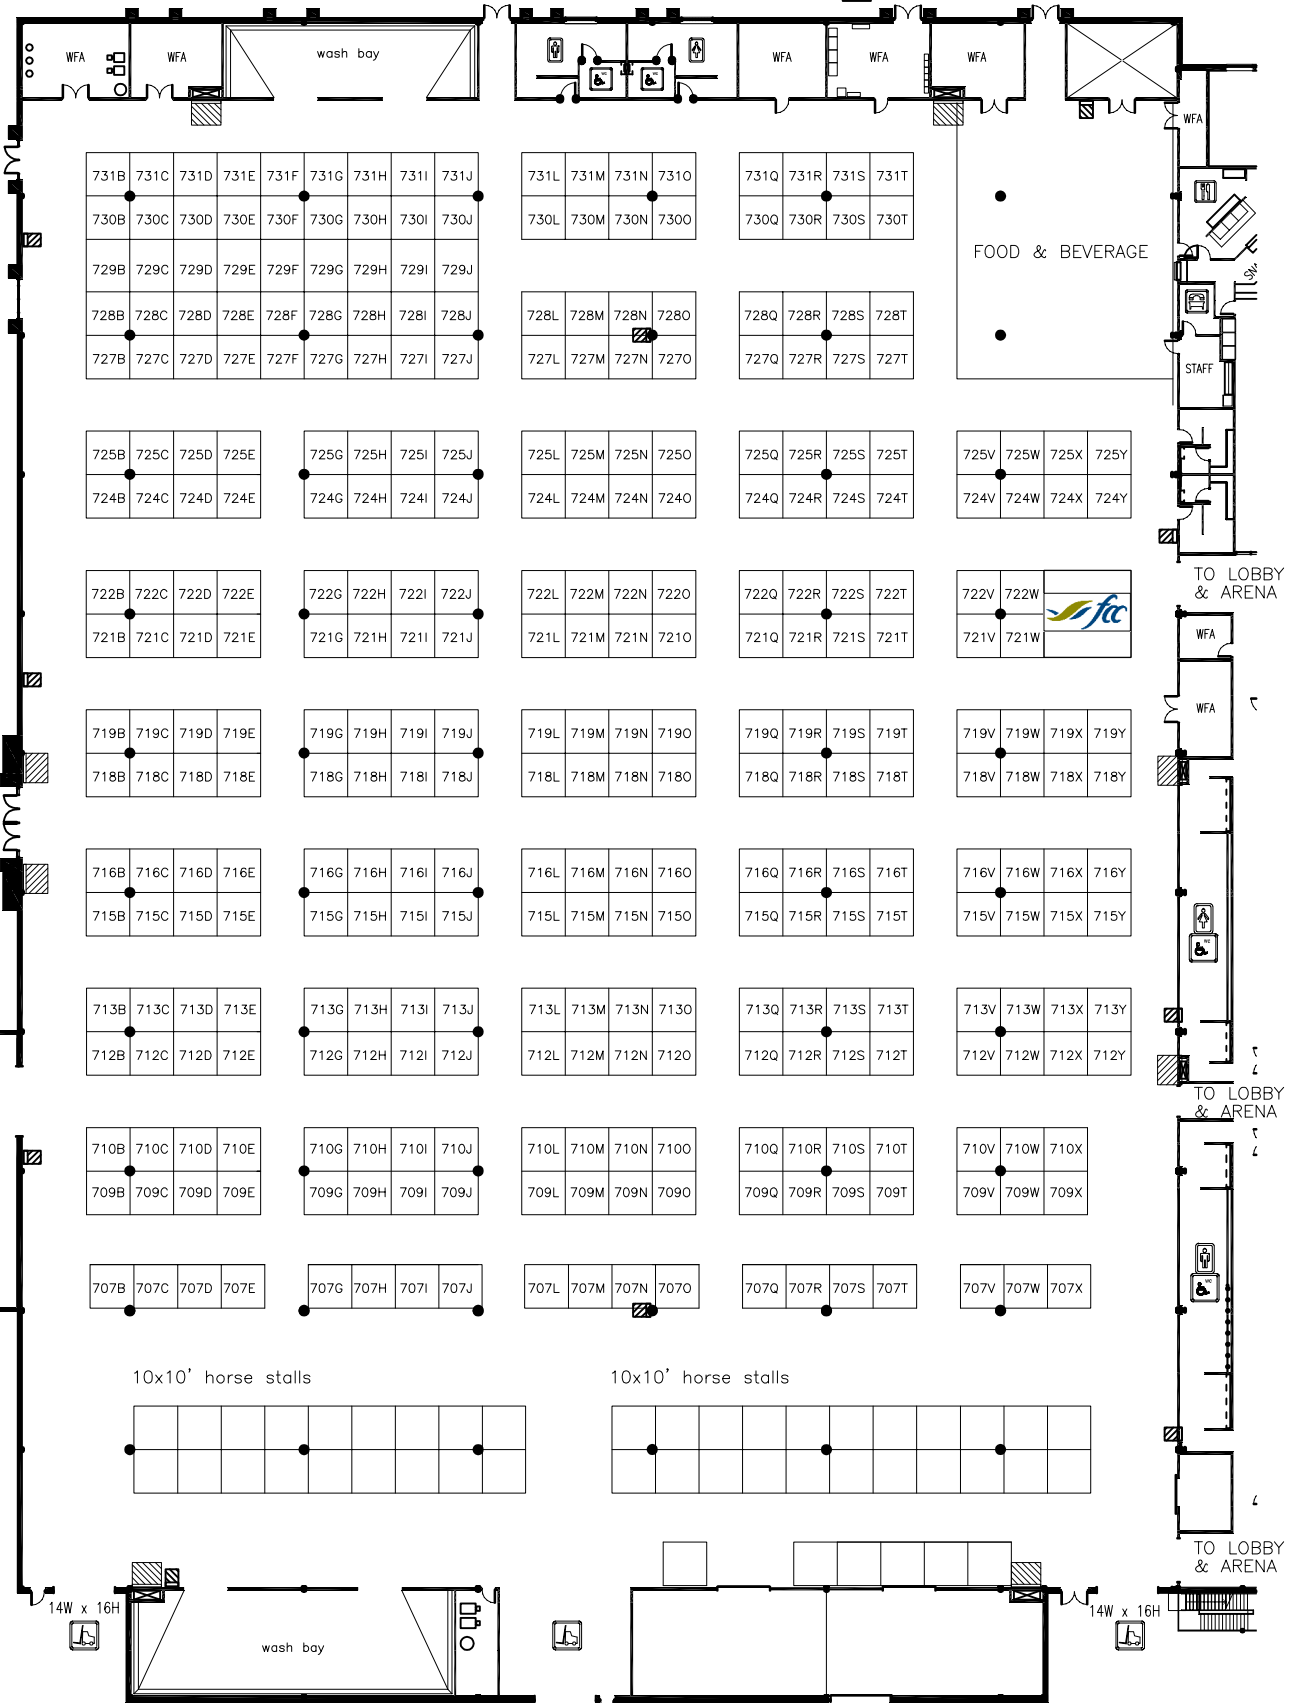 WFA WFA wash bay WFA WFA WFA
WC WC
WFA
731B 731C 731D 731E 731F 731G 731H 731I 731J 731L 731M 731N 731O 731Q 731R 731S 731T
730B 730C 730D 730E 730F 730G 730H 730I 730J 730L 730M 730N 730O 730Q 730R 730S 730T
FOOD & BEVERAGE
729B 729C 729D 729E 729F 729G 729H 729I 729J
728B 728C 728D 728E 728F 728G 728H 728I 728J 728L 728M 728N 728O 728Q 728R 728S 728T
727B 727C 727D 727E 727F 727G 727H 727I 727J 727L 727M 727N 727O 727Q 727R 727S 727T
STAFF
725B 725C 725D 725E 725G 725H 725I 725J 725L 725M 725N 725O 725Q 725R 725S 725T 725V 725W 725X 725Y
724B 724C 724D 724E 724G 724H 724I 724J 724L 724M 724N 724O 724Q 724R 724S 724T 724V 724W 724X 724Y
TO LOBBY
& ARENA
722B 722C 722D 722E 722G 722H 722I 722J 722L 722M 722N 722O 722Q 722R 722S 722T 722V 722W
fcc
721B 721C 721D 721E 721G 721H 721I 721J 721L 721M 721N 721O 721Q 721R 721S 721T 721V 721W
WFA
WFA
719B 719C 719D 719E 719G 719H 719I 719J 719L 719M 719N 719O 719Q 719R 719S 719T 719V 719W 719X 719Y
718B 718C 718D 718E 718G 718H 718I 718J 718L 718M 718N 718O 718Q 718R 718S 718T 718V 718W 718X 718Y
716B 716C 716D 716E 716G 716H 716I 716J 716L 716M 716N 716O 716Q 716R 716S 716T 716V 716W 716X 716Y
715B 715C 715D 715E 715G 715H 715I 715J 715L 715M 715N 715O 715Q 715R 715S 715T 715V 715W 715X 715Y
WC
713B 713C 713D 713E 713G 713H 713I 713J 713L 713M 713N 713O 713Q 713R 713S 713T 713V 713W 713X 713Y
712B 712C 712D 712E 712G 712H 712I 712J 712L 712M 712N 712O 712Q 712R 712S 712T 712V 712W 712X 712Y
TO LOBBY
& ARENA
710B 710C 710D 710E 710G 710H 710I 710J 710L 710M 710N 710O 710Q 710R 710S 710T 710V 710W 710X
709B 709C 709D 709E 709G 709H 709I 709J 709L 709M 709N 709O 709Q 709R 709S 709T 709V 709W 709X
WC
707B 707C 707D 707E 707G 707H 707I 707J 707L 707M 707N 707O 707Q 707R 707S 707T 707V 707W 707X
10x10' horse stalls 10x10' horse stalls
TO LOBBY
& ARENA
14W x 16H 14W x 16H
wash bay